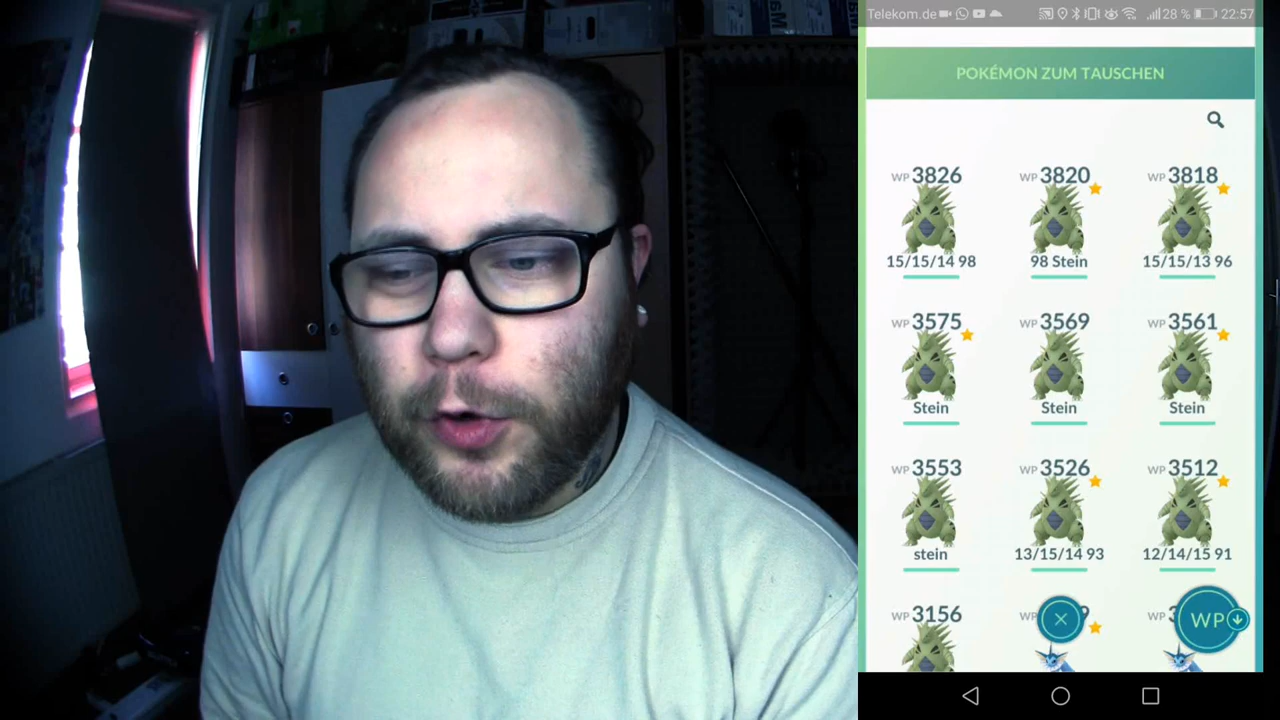 Telekom.de 28 % 22:57
POKÉMON ZUM TAUSCHEN
WP 3826 WP 3820 WP 3818
15/15/14 98 98 Stein 15/15/13 96
WP 3575 WP 3569 WP 3561
Stein Stein Stein
WP 3553 WP 3526 WP 3512
stein 13/15/14 93 12/14/15 91
WP 3156 WP
WP